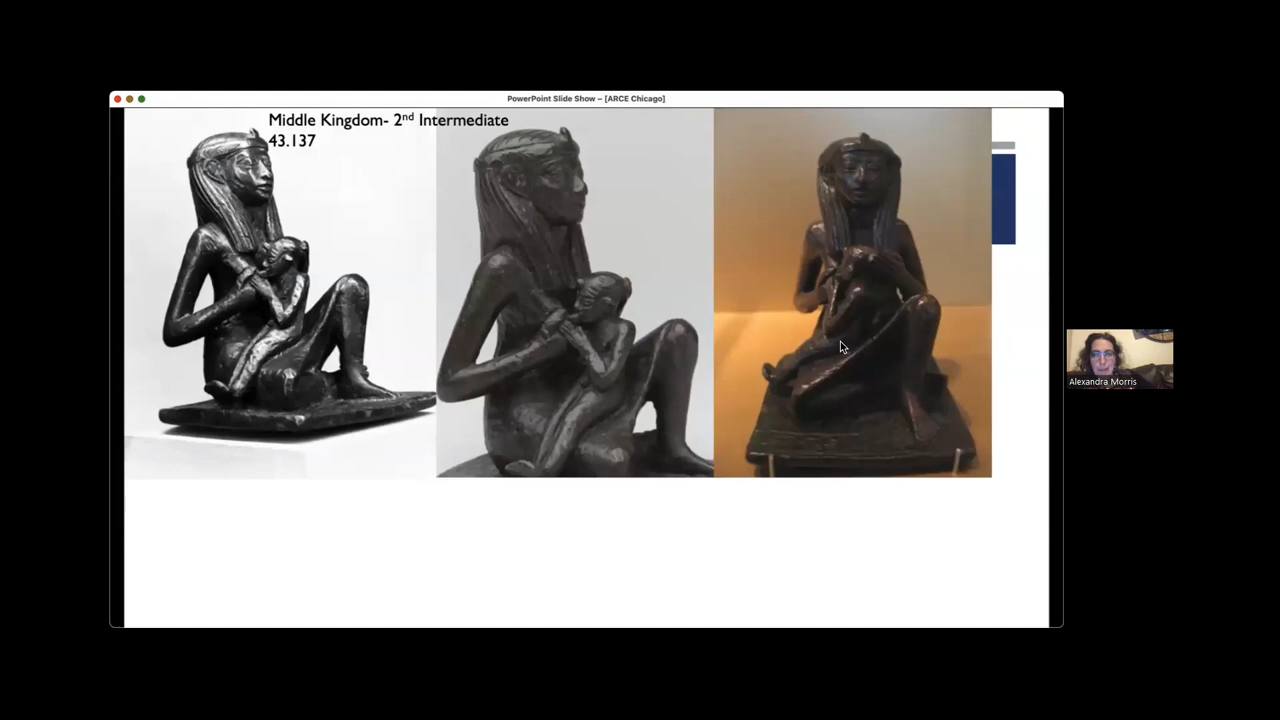 PowerPoint Slide Show – [ARCE Chicago]
Middle Kingdom- 2nd Intermediate
43.137
Alexandra Morris